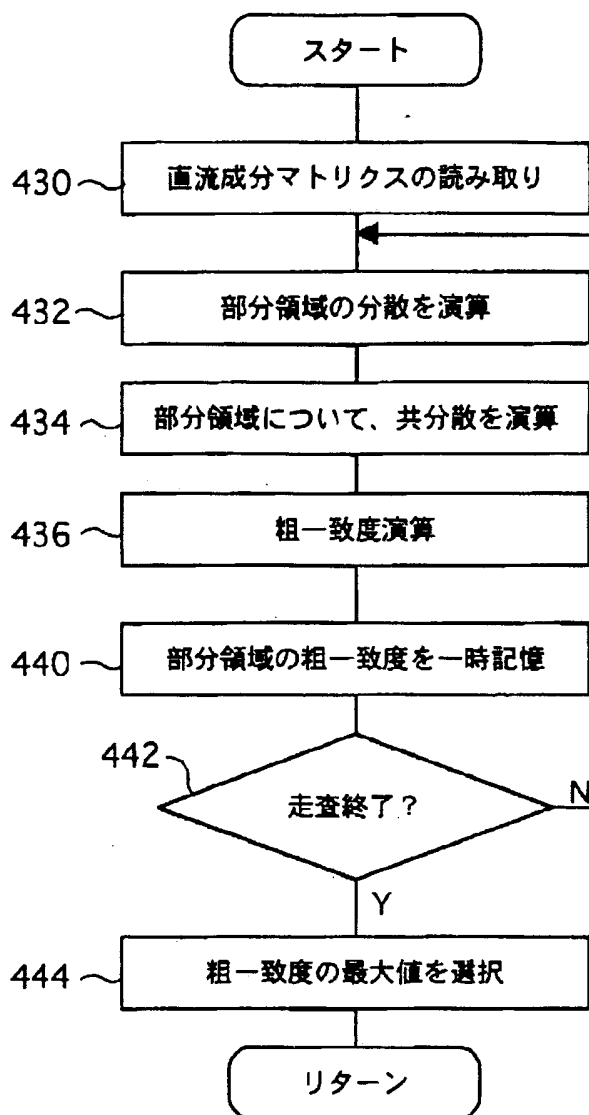 スタート
430
直流成分マトリクスの読み取り
432
部分領域の分散を演算
434
部分領域について、共分散を演算
436
粗一致度演算
440
部分領域の粗一致度を一時記憶
442
走査終了？
N
Y
444
粗一致度の最大値を選択
リターン